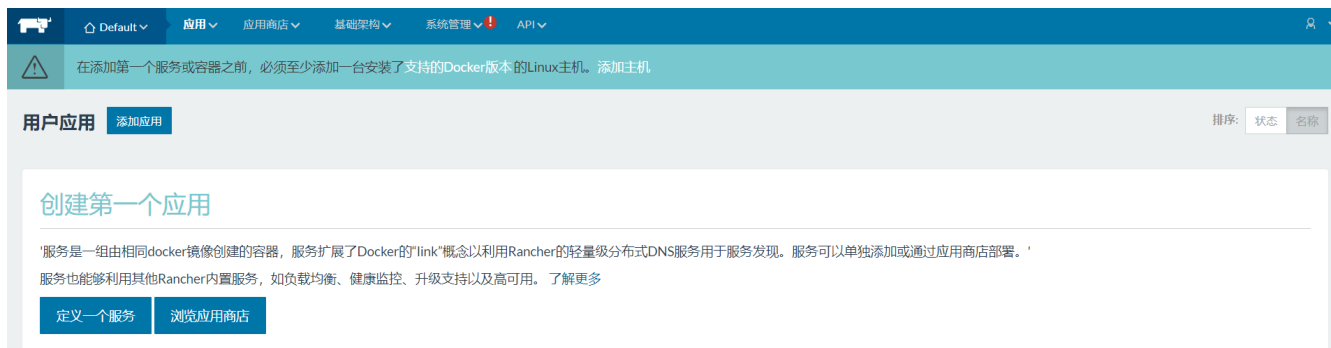 Default 应用 应用商店 基础架构 系统管理 ! API
在添加第一个服务或容器之前，必须至少添加一台安装了支持的Docker版本 的Linux主机。添加主机
用户应用 添加应用 排序: 状态 名称
创建第一个应用
'服务是一组由相同docker镜像创建的容器，服务扩展了Docker的“link”概念以利用Rancher的轻量级分布式DNS服务用于服务发现。服务可以单独添加或通过应用商店部署。'
服务也能够利用其他Rancher内置服务，如负载均衡、健康监控、升级支持以及高可用。 了解更多
定义一个服务 浏览应用商店